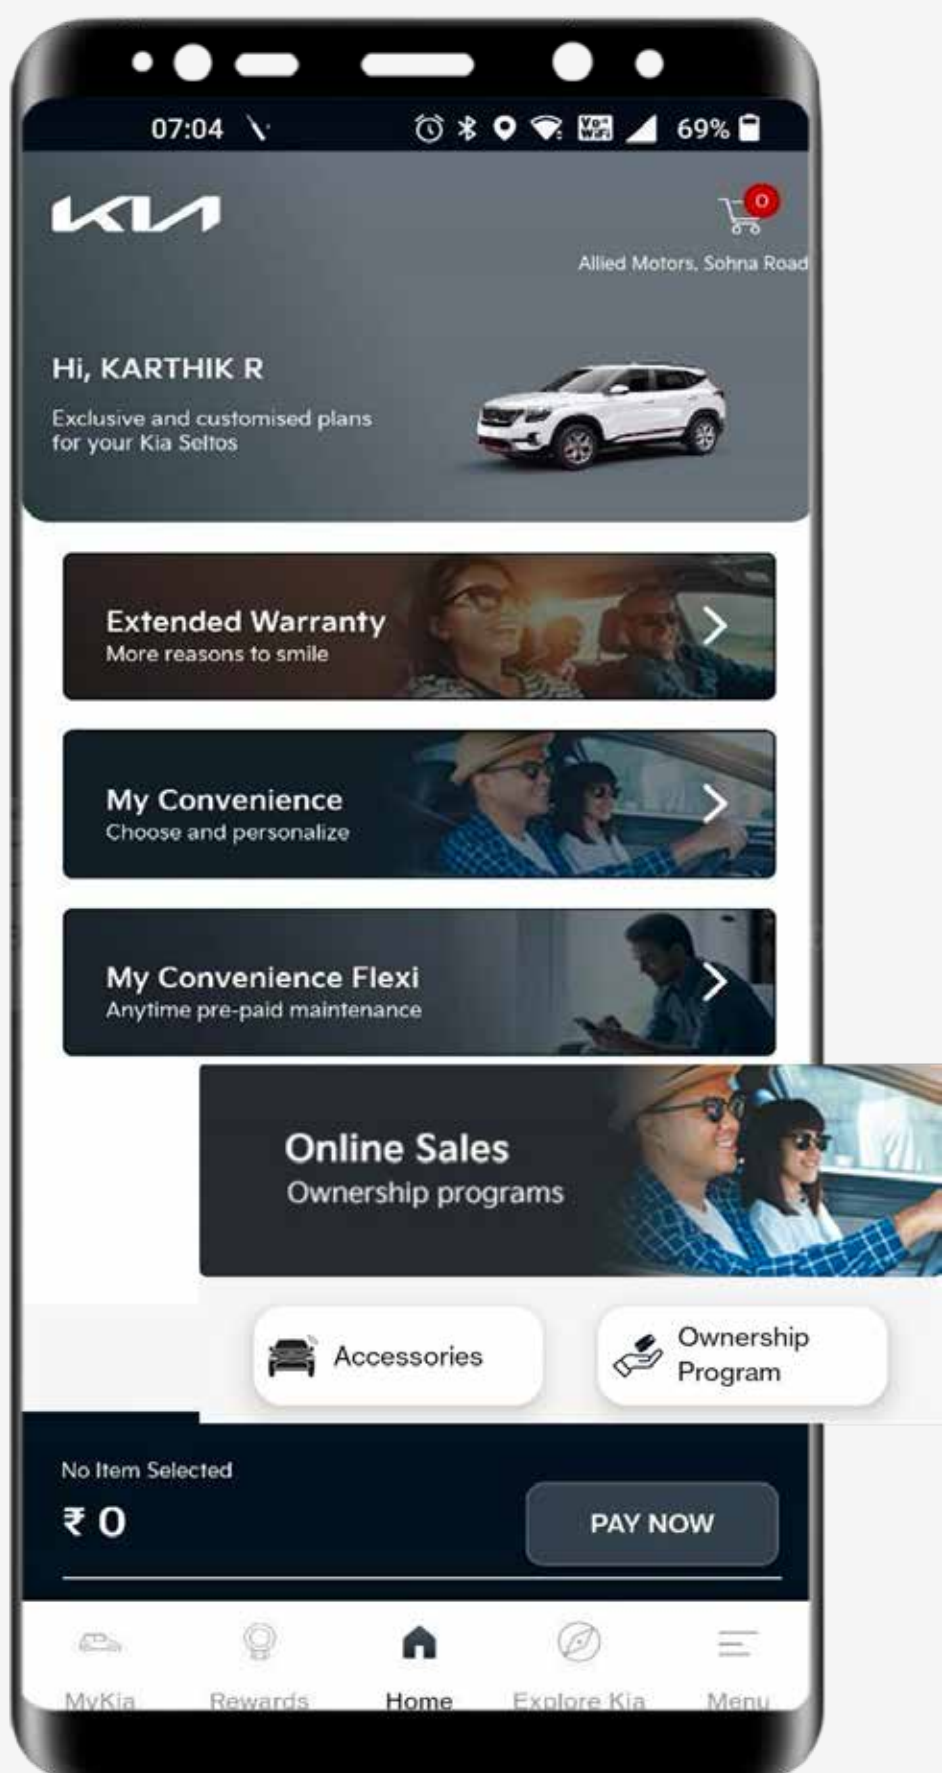 07:04
Vo WiFi
69%
KIA
0
Allied Motors, Sohna Road
Hi, KARTHIK R
Exclusive and customised plans
for your Kia Seltos
Extended Warranty
More reasons to smile
My Convenience
Choose and personalize
My Convenience Flexi
Anytime pre-paid maintenance
Online Sales
Ownership programs
Accessories
Ownership
Program
No Item Selected
₹ 0
PAY NOW
MyKia
Rewards
Home
Explore Kia
Menu